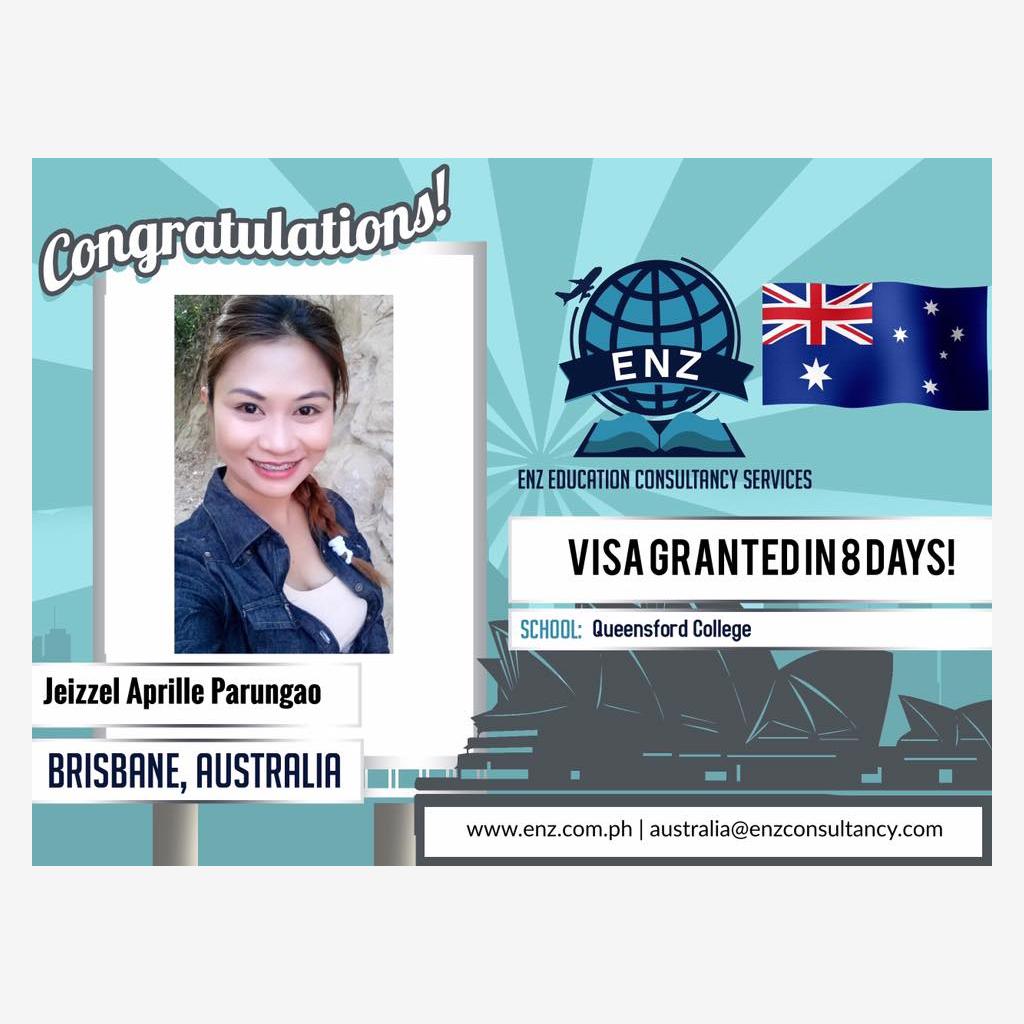 Congratulations!
ENZ
ENZ EDUCATION CONSULTANCY SERVICES
VISA GRANTED IN 8 DAYS!
SCHOOL: Queensford College
Jeizzel Aprille Parungao
BRISBANE, AUSTRALIA
www.enz.com.ph | australia@enzconsultancy.com